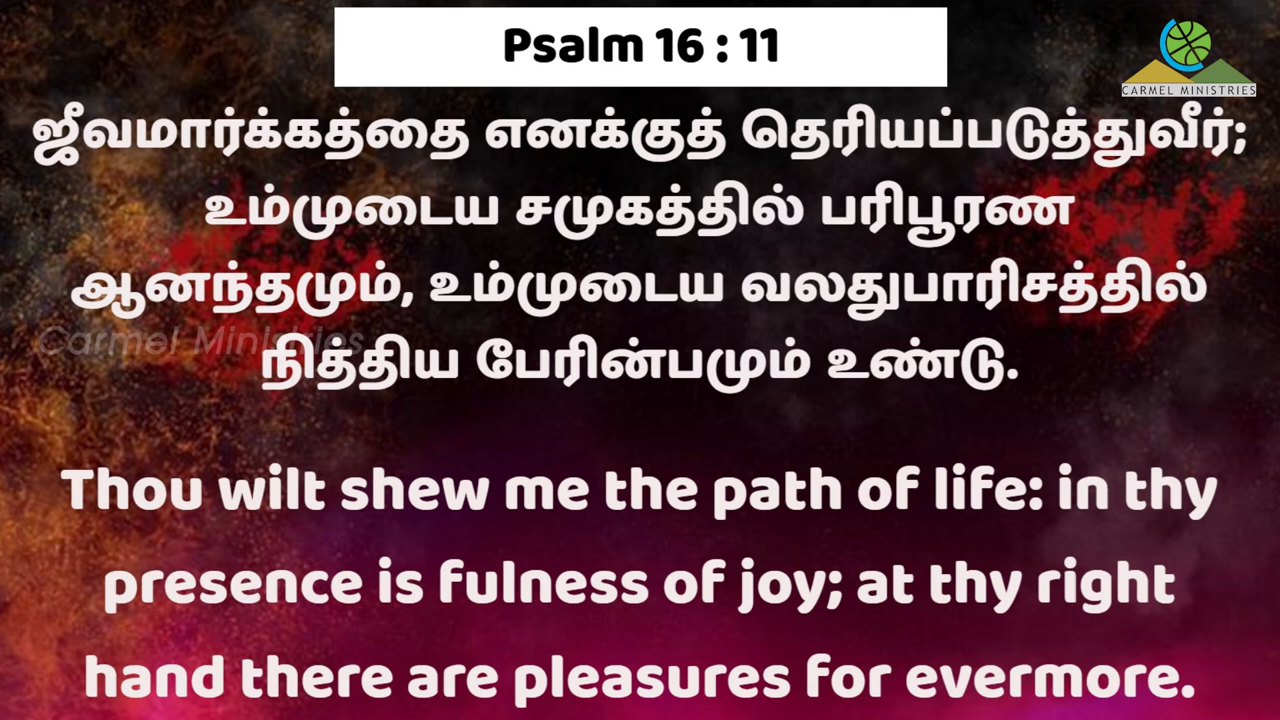 Psalm 16 : 11
CARMEL MINISTRIES
ஜீவமார்க்கத்தை எனக்குத் தெரியப்படுத்துவீர்;
உம்முடைய சமுகத்தில் பரிபூரண
ஆனந்தமும், உம்முடைய வலதுபாரிசத்தில்
Carmel Ministries
நித்திய பேரின்பமும் உண்டு.
Thou wilt shew me the path of life: in thy
presence is fulness of joy; at thy right
hand there are pleasures for evermore.